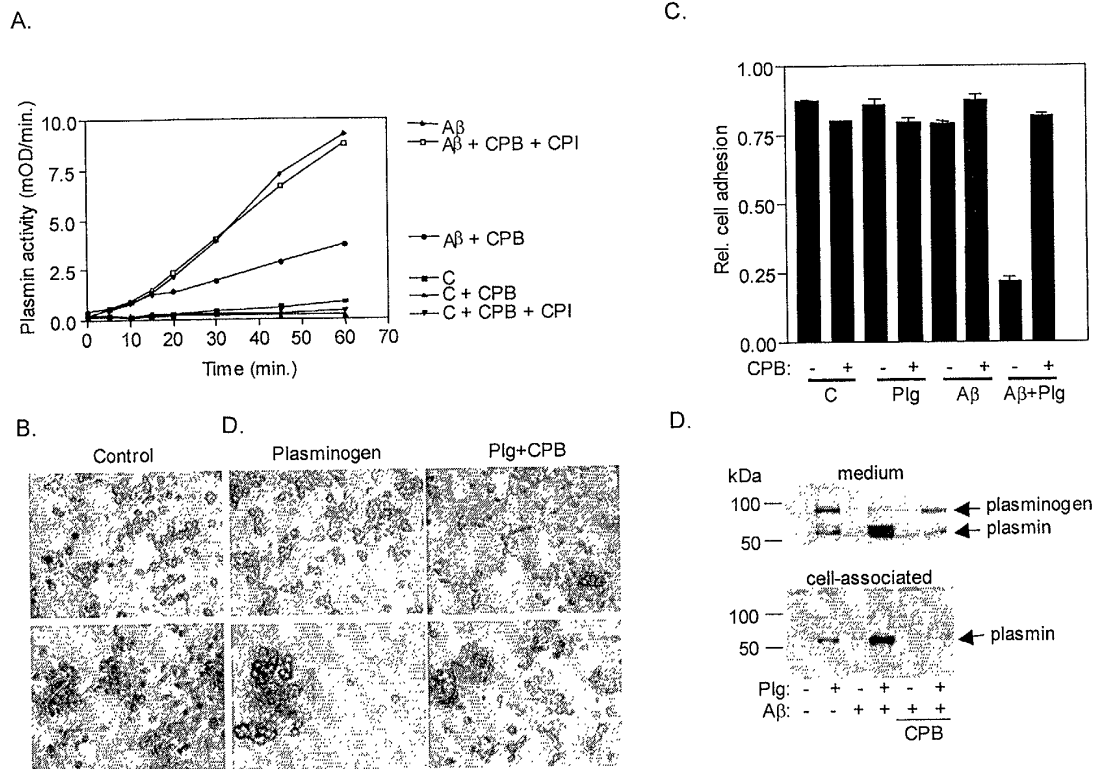 A.
Plasmin activity (mOD/min.)
10.0
7.5
5.0
2.5
0.0
0 10 20 30 40 50 60 70
Time (min.)
Aβ
Aβ + CPB + CPI
Aβ + CPB
C
C + CPB
C + CPB + CPI
C.
Rel. cell adhesion
1.00
0.75
0.50
0.25
0.00
CPB: - + - + - + - +
C Plg Aβ Aβ+Plg
B. D.
Control Plasminogen Plg+CPB
D.
kDa medium
100 plasminogen
50 plasmin
cell-associated
100
50 plasmin
Plg: - + - + - +
Aβ: - - + + + +
CPB